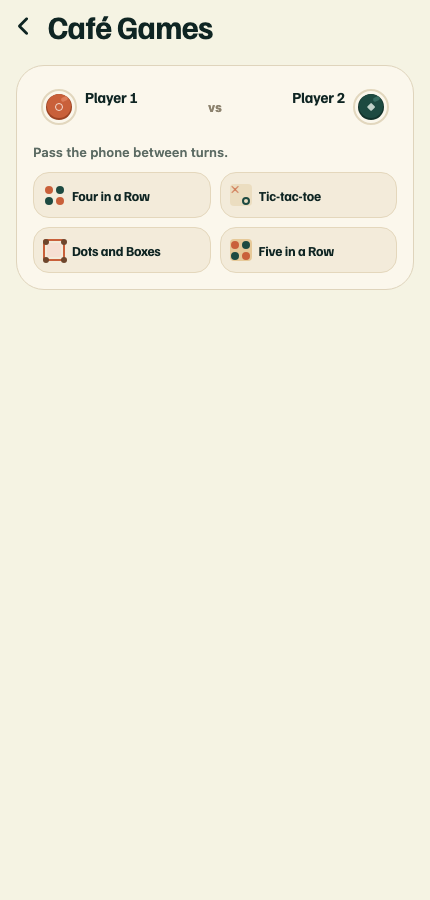 Café Games
Player 1
vs
Player 2
Pass the phone between turns.
Four in a Row
Tic-tac-toe
Dots and Boxes
Five in a Row